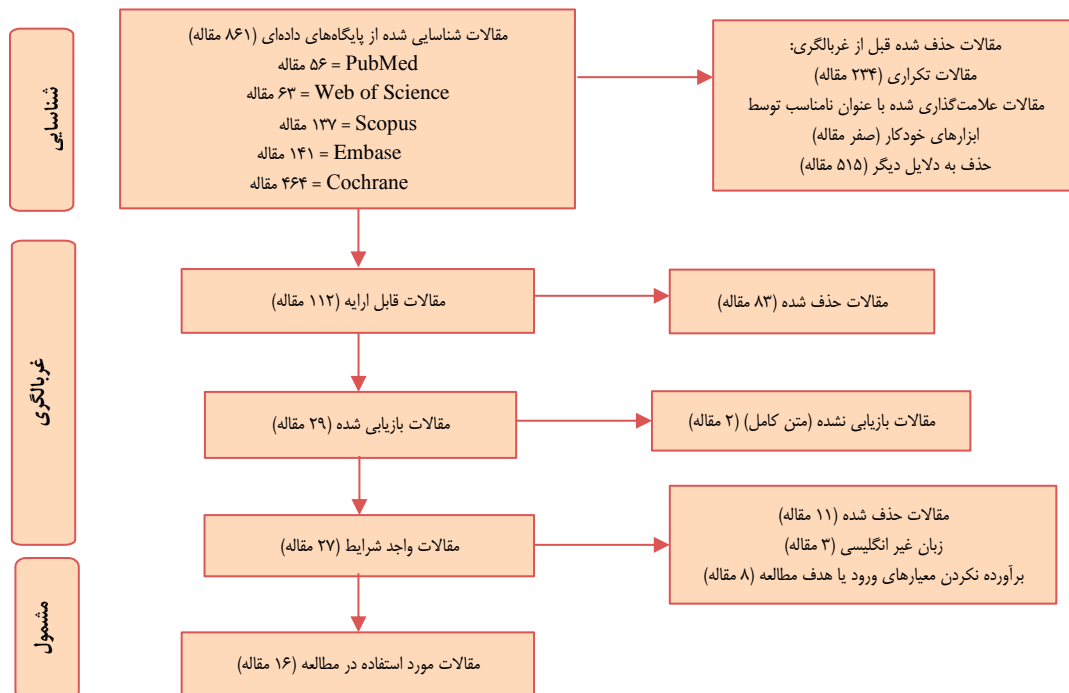 شناسایی
مقالات شناسایی شده از پایگاه‌های داده‌ای (۸۶۱ مقاله)
PubMed = ۵۶ مقاله
Web of Science = ۶۳ مقاله
Scopus = ۱۳۷ مقاله
Embase = ۱۴۱ مقاله
Cochrane = ۴۶۴ مقاله
مقالات حذف شده قبل از غربالگری:
مقالات تکراری (۲۳۴ مقاله)
مقالات علامت‌گذاری شده با عنوان نامناسب توسط
ابزارهای خودکار (صفر مقاله)
حذف به دلایل دیگر (۵۱۵ مقاله)
غربالگری
مقالات قابل ارایه (۱۱۲ مقاله)
مقالات حذف شده (۸۳ مقاله)
مقالات بازیابی شده (۲۹ مقاله)
مقالات بازیابی نشده (متن کامل) (۲ مقاله)
مقالات واجد شرایط (۲۷ مقاله)
مقالات حذف شده (۱۱ مقاله)
زبان غیر انگلیسی (۳ مقاله)
برآورده نکردن معیارهای ورود یا هدف مطالعه (۸ مقاله)
مشمول
مقالات مورد استفاده در مطالعه (۱۶ مقاله)